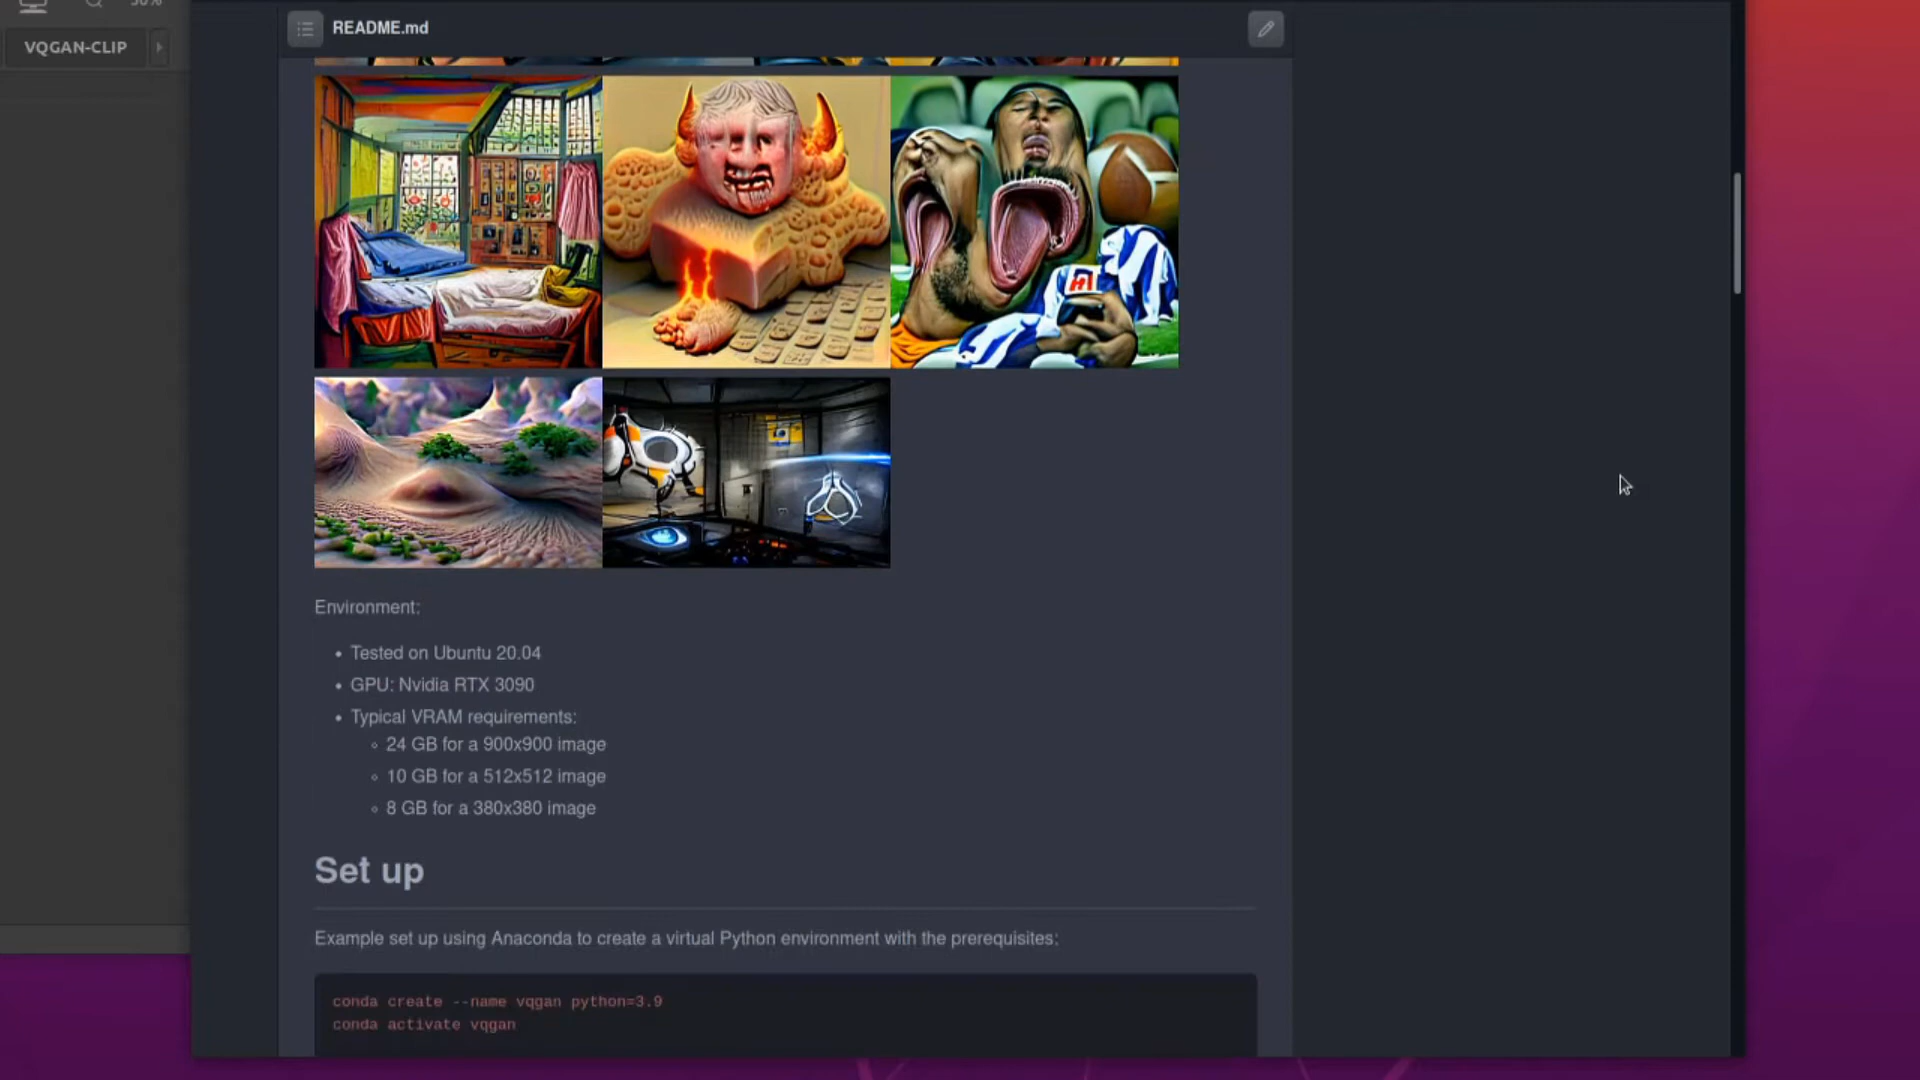 VQGAN-CLIP
README.md
Environment:
Tested on Ubuntu 20.04
GPU: Nvidia RTX 3090
Typical VRAM requirements:
24 GB for a 900x900 image
10 GB for a 512x512 image
8 GB for a 380x380 image
Set up
Example set up using Anaconda to create a virtual Python environment with the prerequisites:
conda create --name vqgan python=3.9
conda activate vqgan